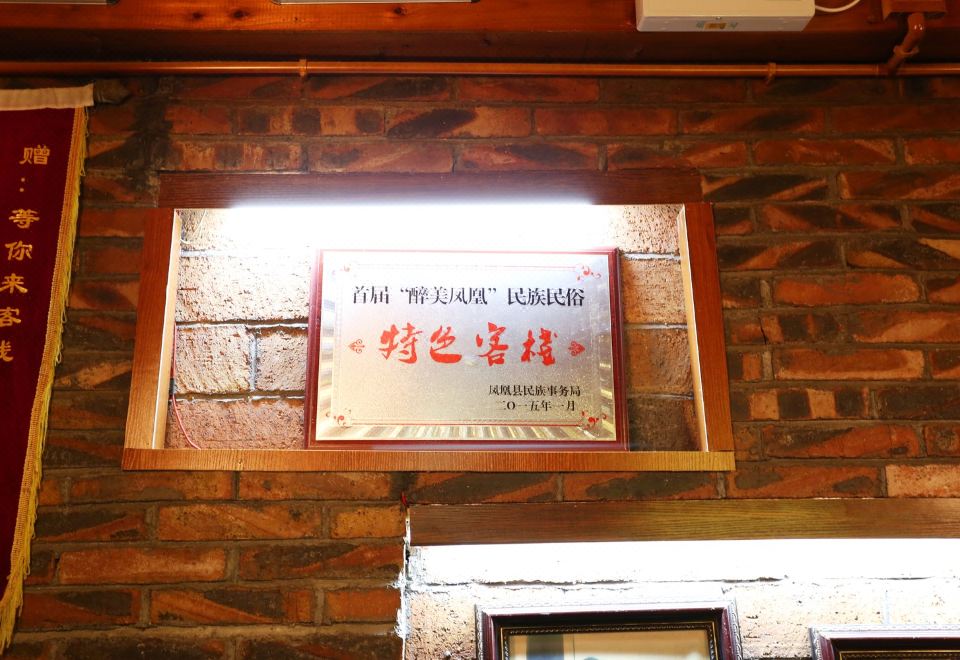 赠：等你来客栈
首届“醉美凤凰”民族民俗
特色客栈
凤凰县民族事务局
二〇一五年一月